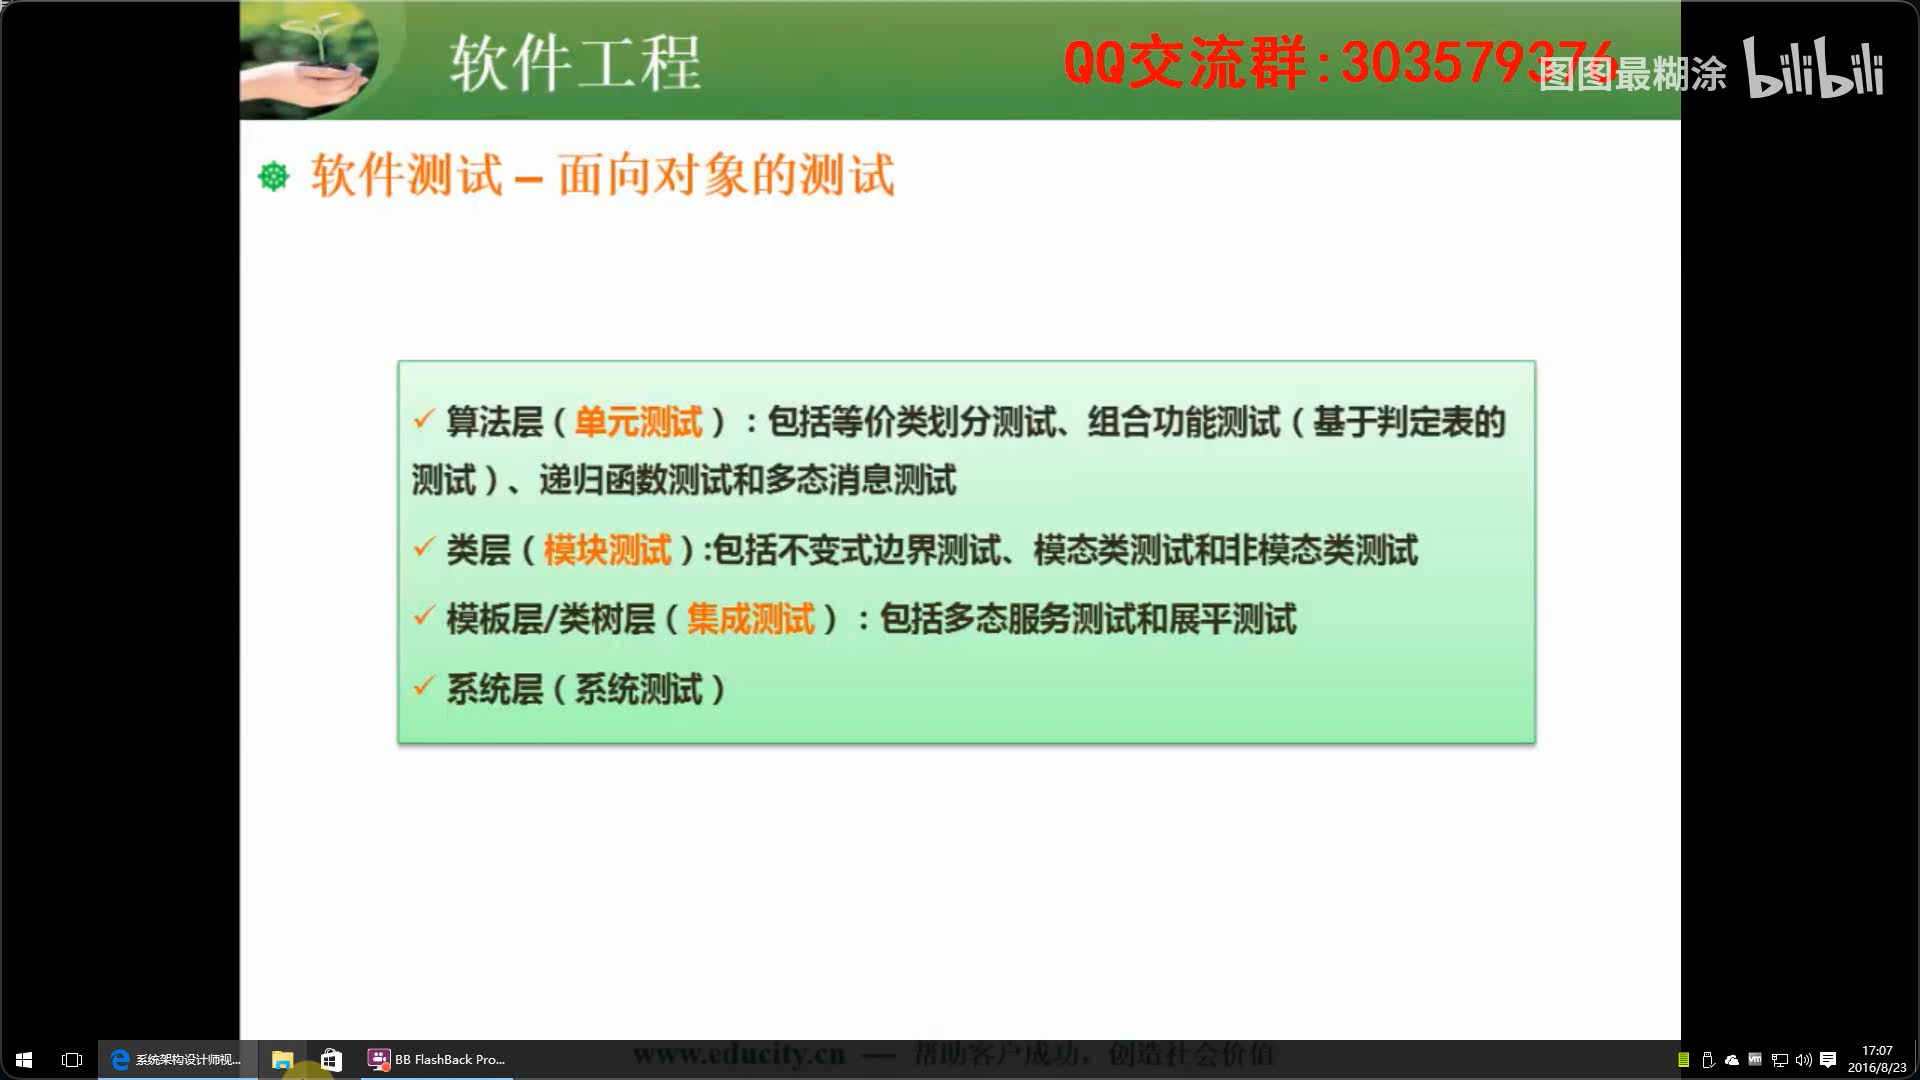 软件工程
QQ交流群:303579376
图图最糊涂 bilibili
软件测试 – 面向对象的测试
✓ 算法层（单元测试）：包括等价类划分测试、组合功能测试（基于判定表的
测试）、递归函数测试和多态消息测试
✓ 类层（模块测试）:包括不变式边界测试、模态类测试和非模态类测试
✓ 模板层/类树层（集成测试）：包括多态服务测试和展平测试
✓ 系统层（系统测试）
www.educity.cn — 帮助客户成功，创造社会价值
系统架构设计师视...
BB FlashBack Pro...
17:07
2016/8/23